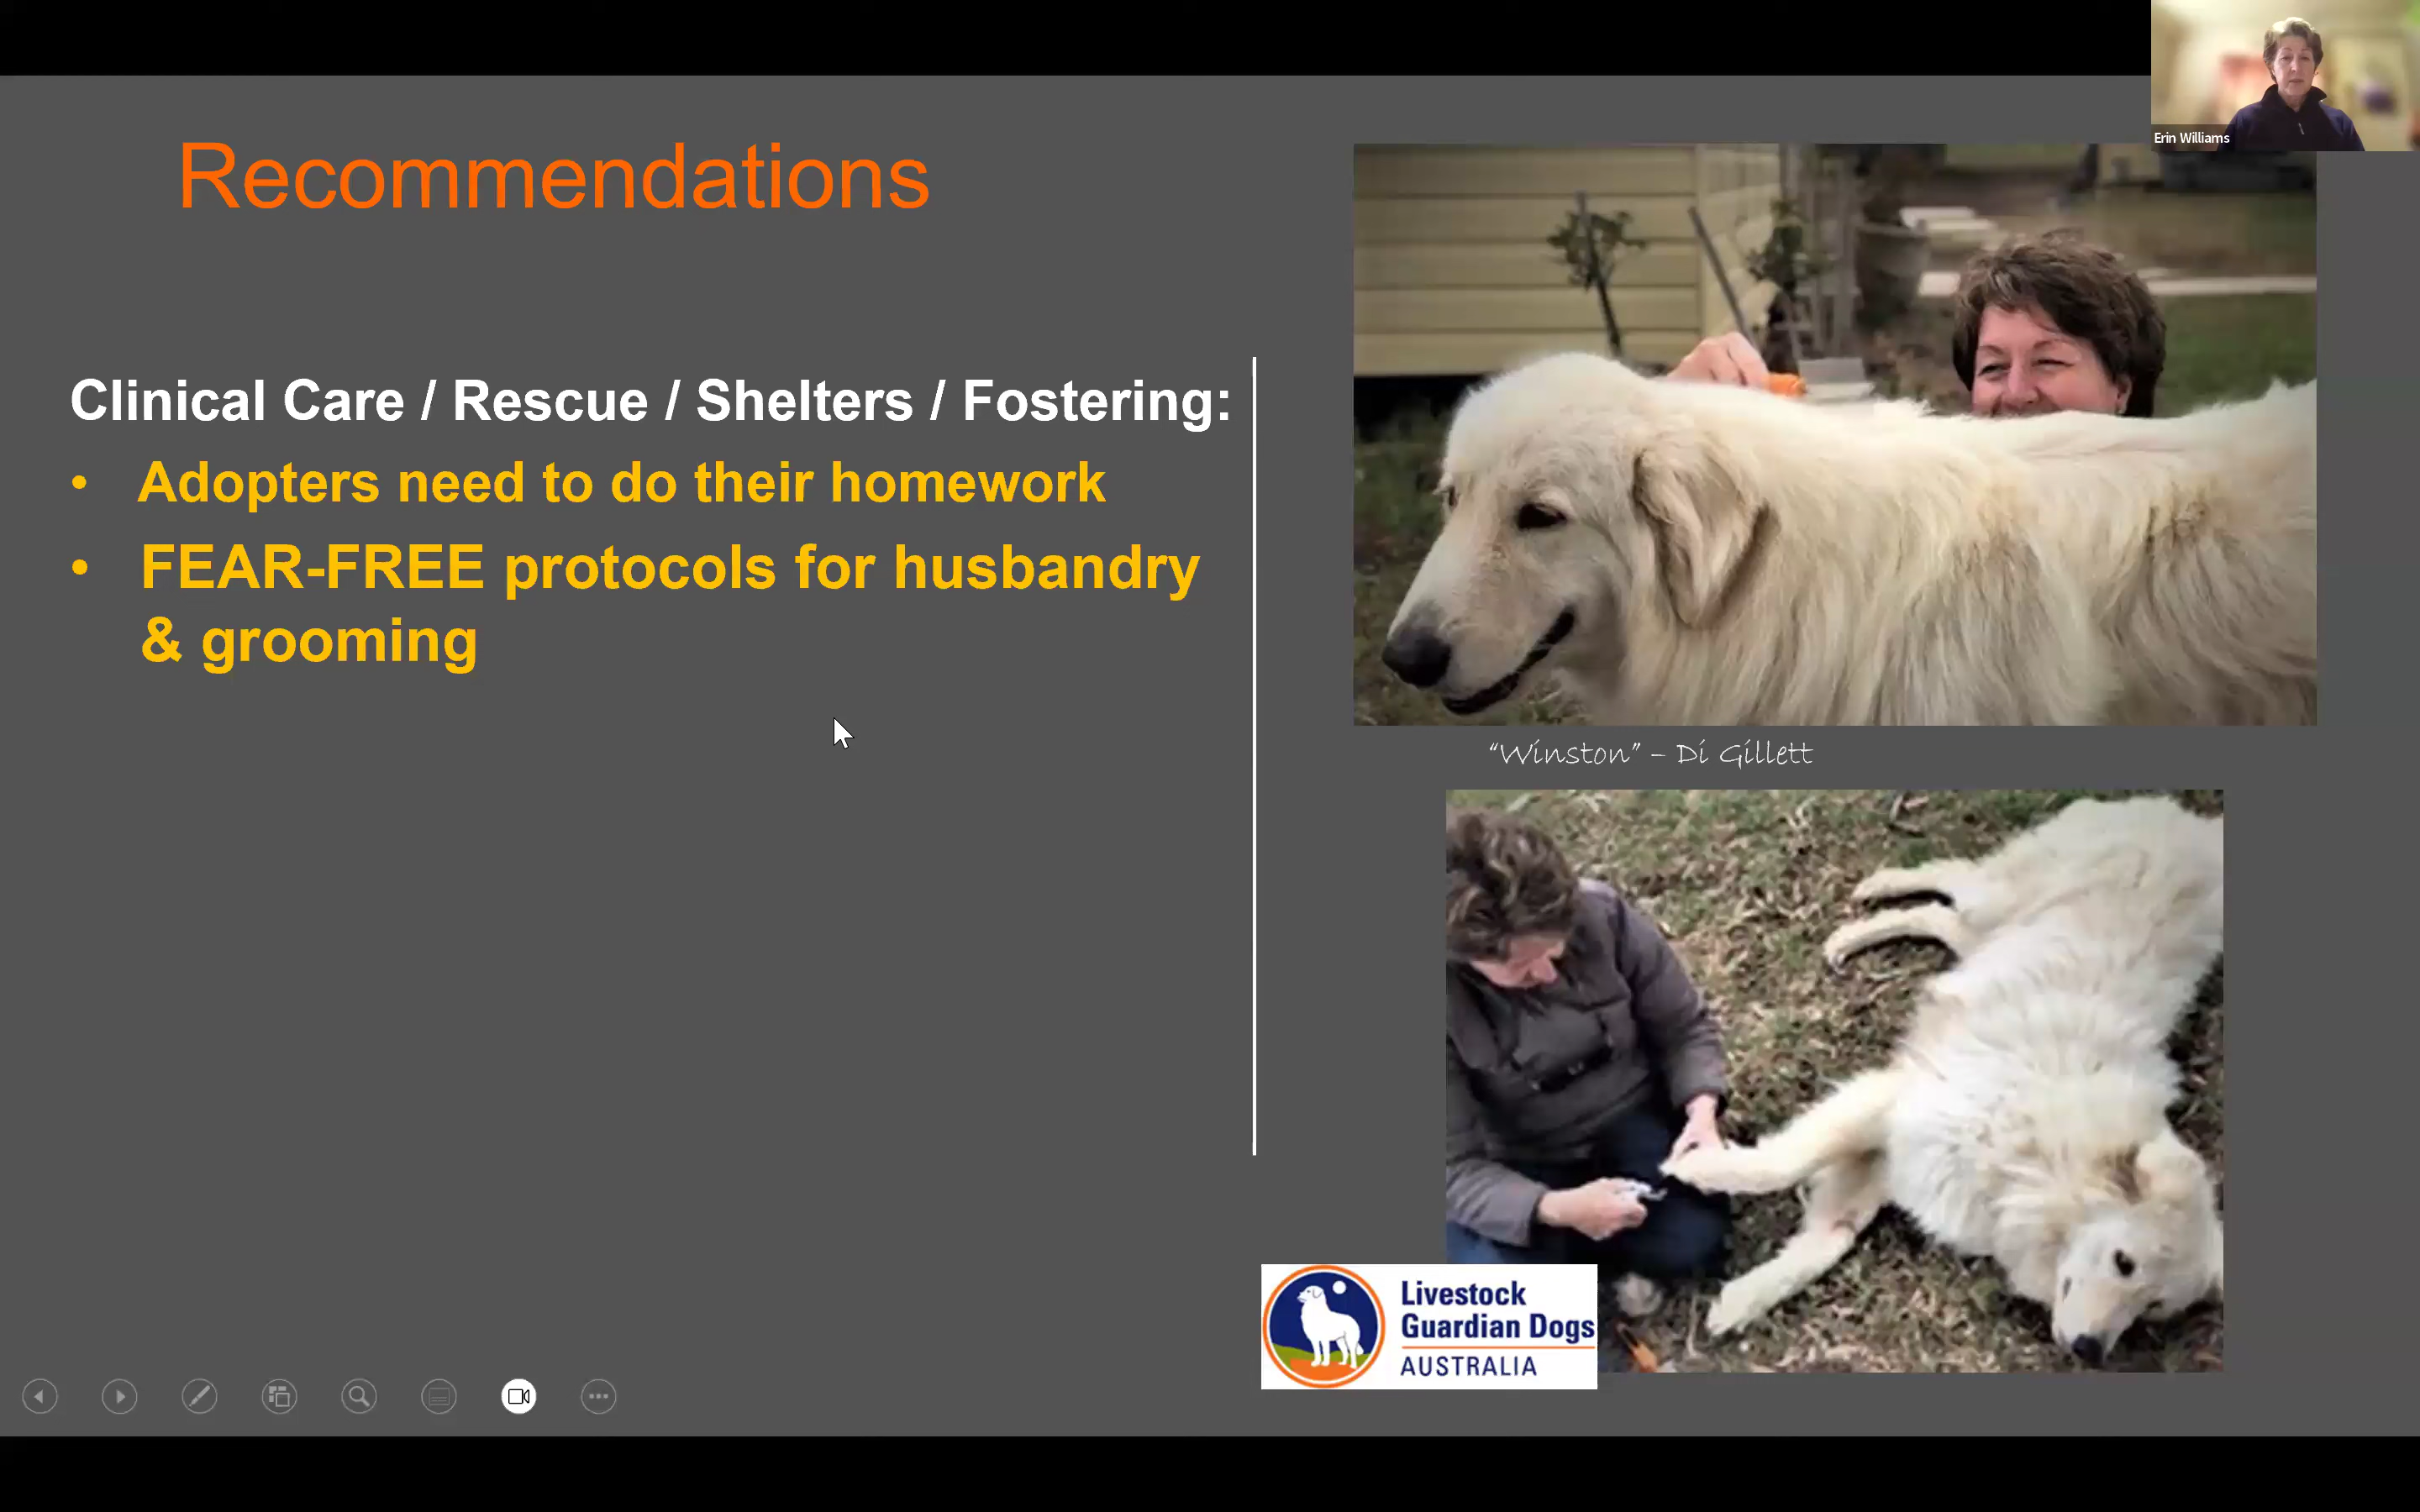 Erin Williams
Recommendations
Clinical Care / Rescue / Shelters / Fostering:
• Adopters need to do their homework
• FEAR-FREE protocols for husbandry
& grooming
“Winston” – Di Gillett
Livestock
Guardian Dogs
AUSTRALIA